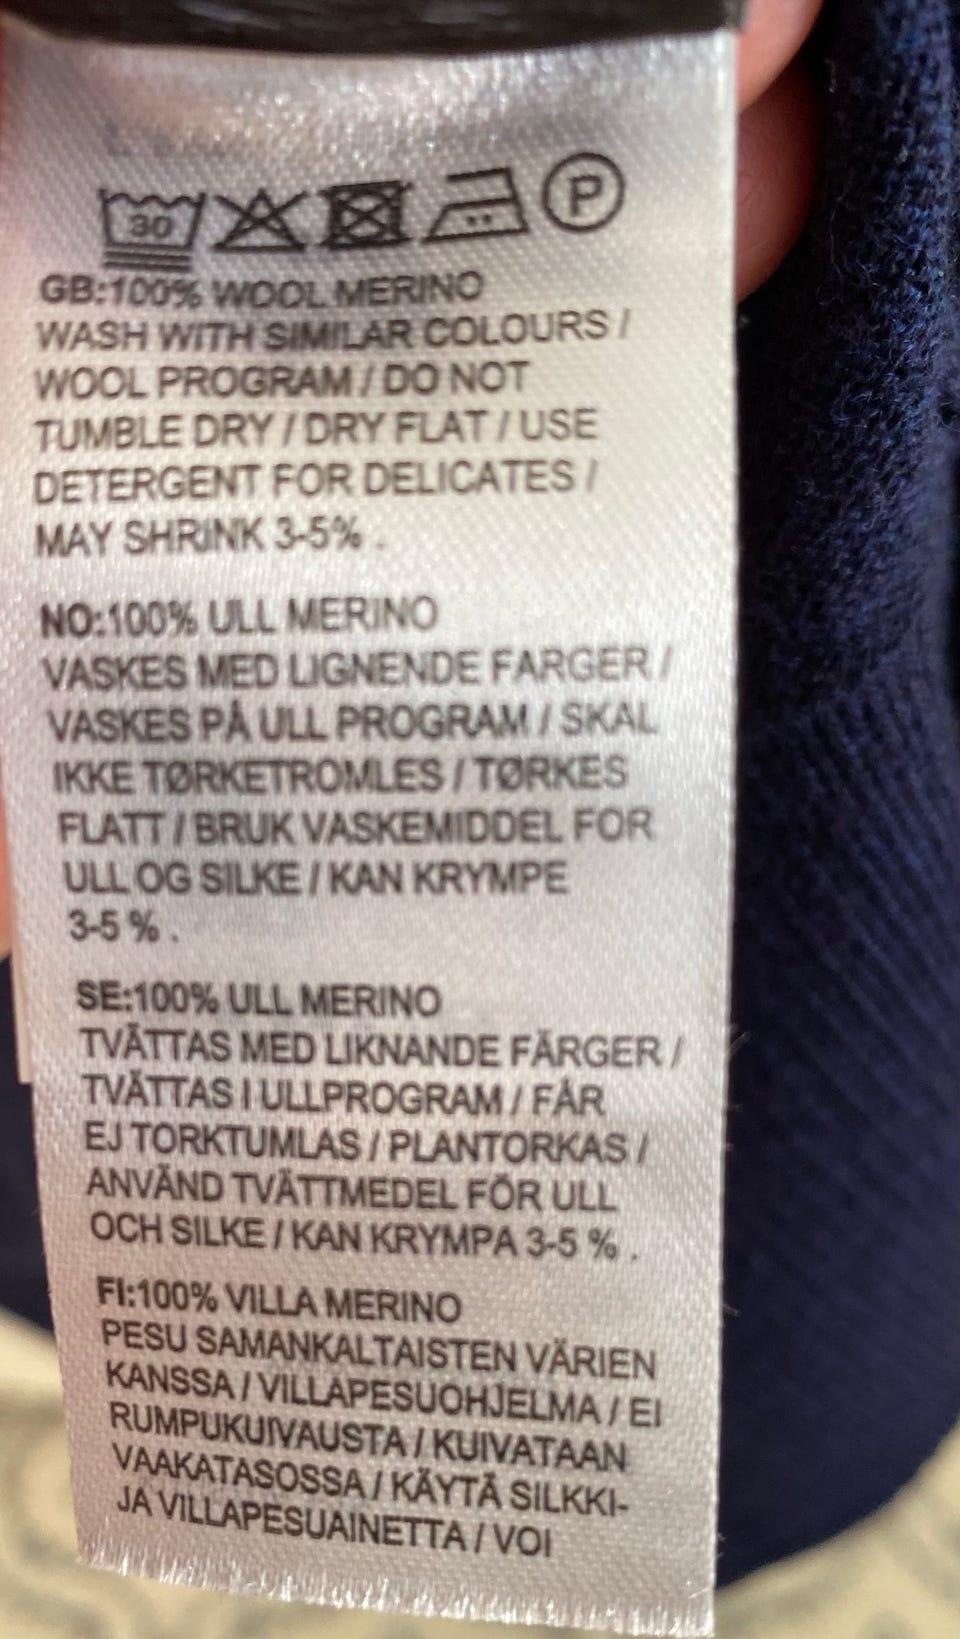 30 P
GB:100% WOOL MERINO
WASH WITH SIMILAR COLOURS /
WOOL PROGRAM / DO NOT
TUMBLE DRY / DRY FLAT / USE
DETERGENT FOR DELICATES /
MAY SHRINK 3-5% .
NO:100% ULL MERINO
VASKES MED LIGNENDE FARGER /
VASKES PÅ ULL PROGRAM / SKAL
IKKE TØRKETROMLES / TØRKES
FLATT / BRUK VASKEMIDDEL FOR
ULL OG SILKE / KAN KRYMPE
3-5 % .
SE:100% ULL MERINO
TVÄTTAS MED LIKNANDE FÄRGER /
TVÄTTAS I ULLPROGRAM / FÅR
EJ TORKTUMLAS / PLANTORKAS /
ANVÄND TVÄTTMEDEL FÖR ULL
OCH SILKE / KAN KRYMPA 3-5 % .
FI:100% VILLA MERINO
PESU SAMANKALTAISTEN VÄRIEN
KANSSA / VILLAPESUOHJELMA / EI
RUMPUKUIVAUSTA / KUIVATAAN
VAAKATASOSSA / KÄYTÄ SILKKI-
JA VILLAPESUAINETTA / VOI